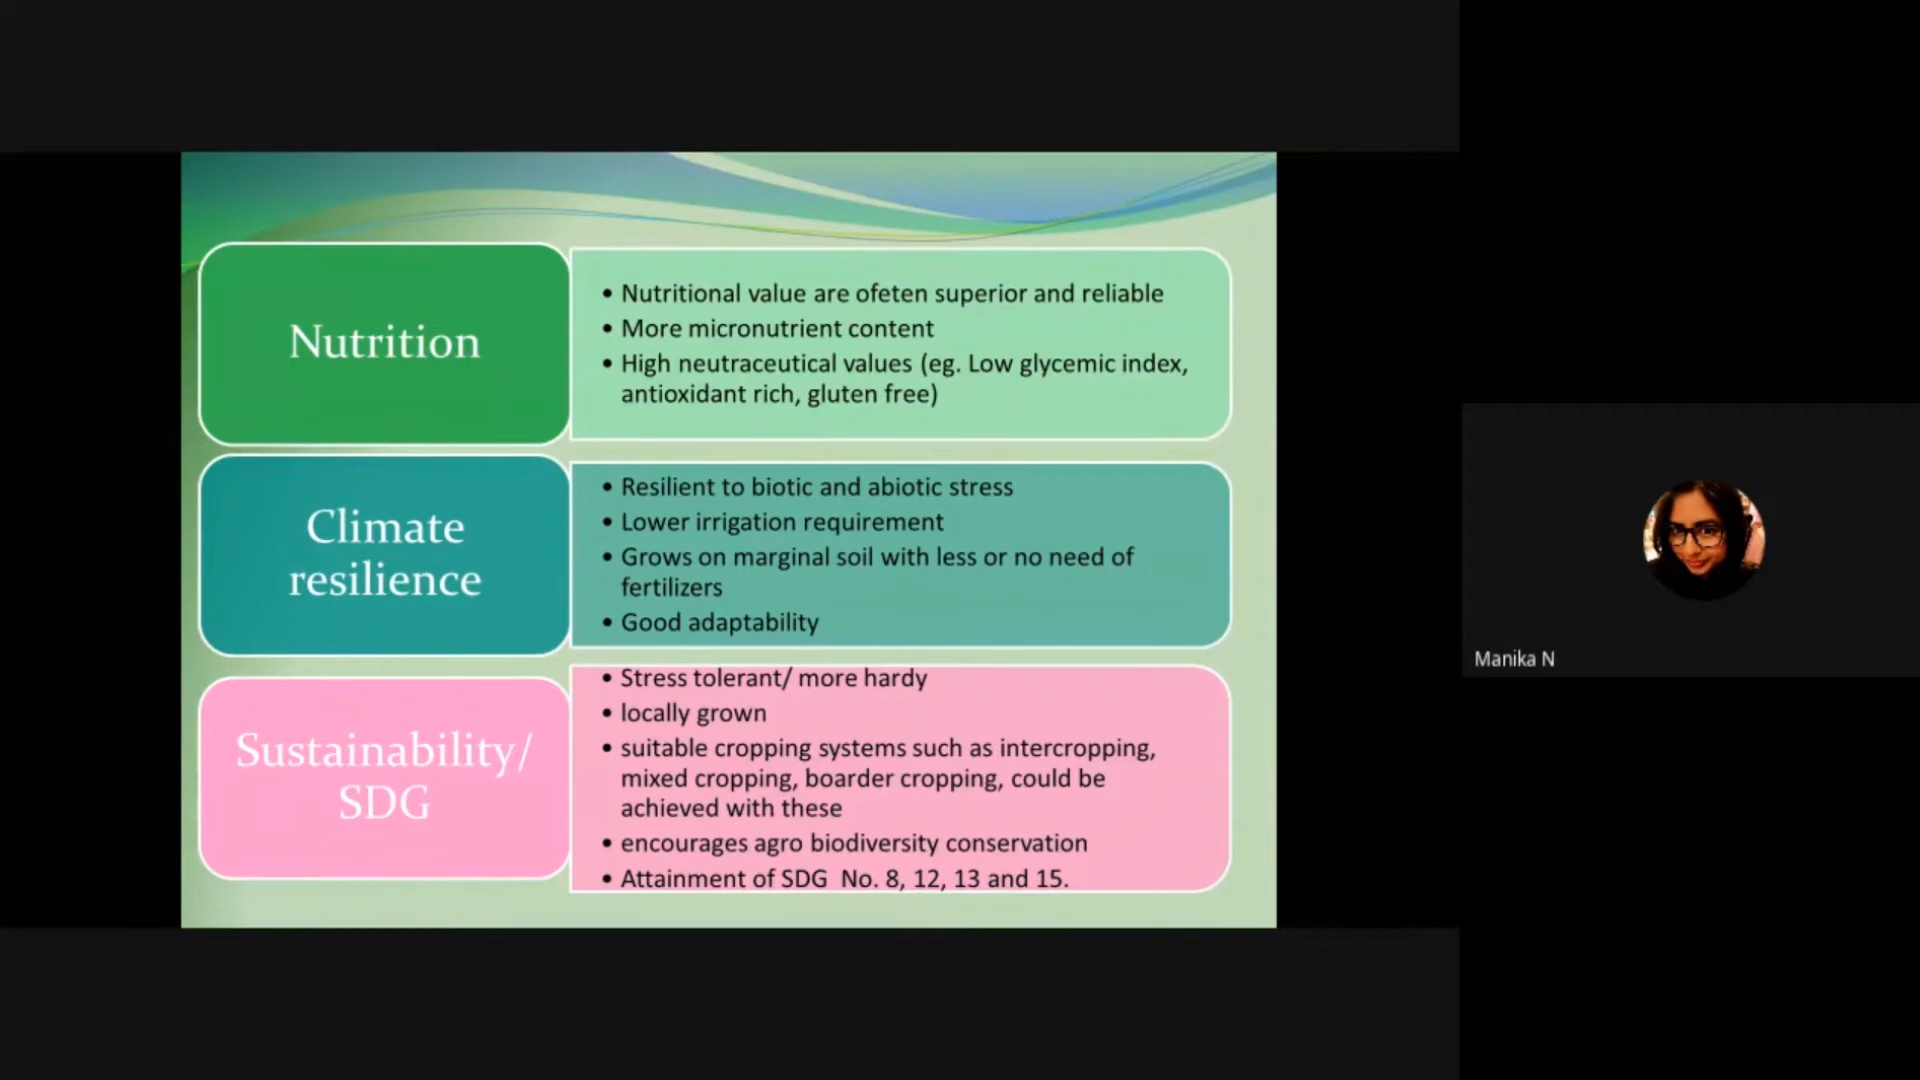 Nutrition
• Nutritional value are ofeten superior and reliable
• More micronutrient content
• High neutraceutical values (eg. Low glycemic index,
antioxidant rich, gluten free)
Climate
resilience
• Resilient to biotic and abiotic stress
• Lower irrigation requirement
• Grows on marginal soil with less or no need of
fertilizers
• Good adaptability
Sustainability/
SDG
• Stress tolerant/ more hardy
• locally grown
• suitable cropping systems such as intercropping,
mixed cropping, boarder cropping, could be
achieved with these
• encourages agro biodiversity conservation
• Attainment of SDG  No. 8, 12, 13 and 15.
Manika N